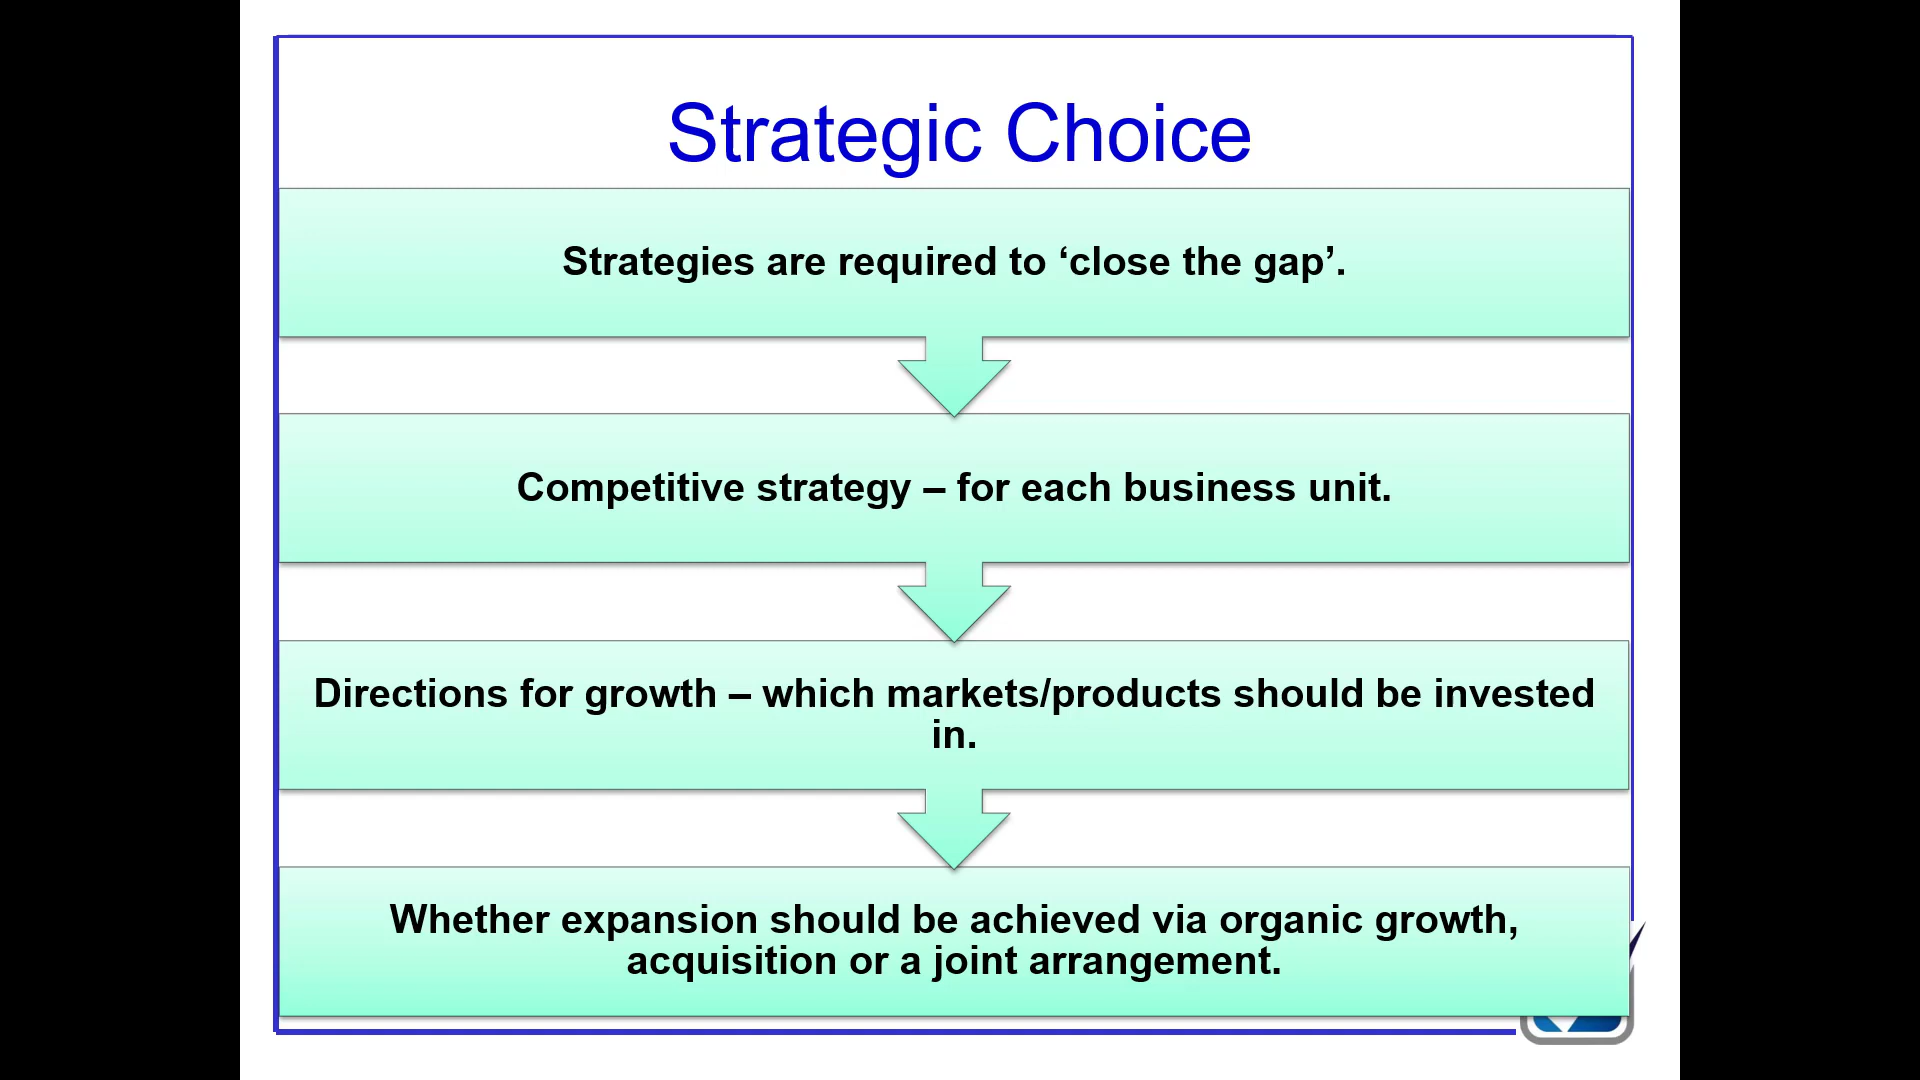 Strategic Choice
Strategies are required to ‘close the gap’.
Competitive strategy – for each business unit.
Directions for growth – which markets/products should be invested
in.
Whether expansion should be achieved via organic growth,
acquisition or a joint arrangement.